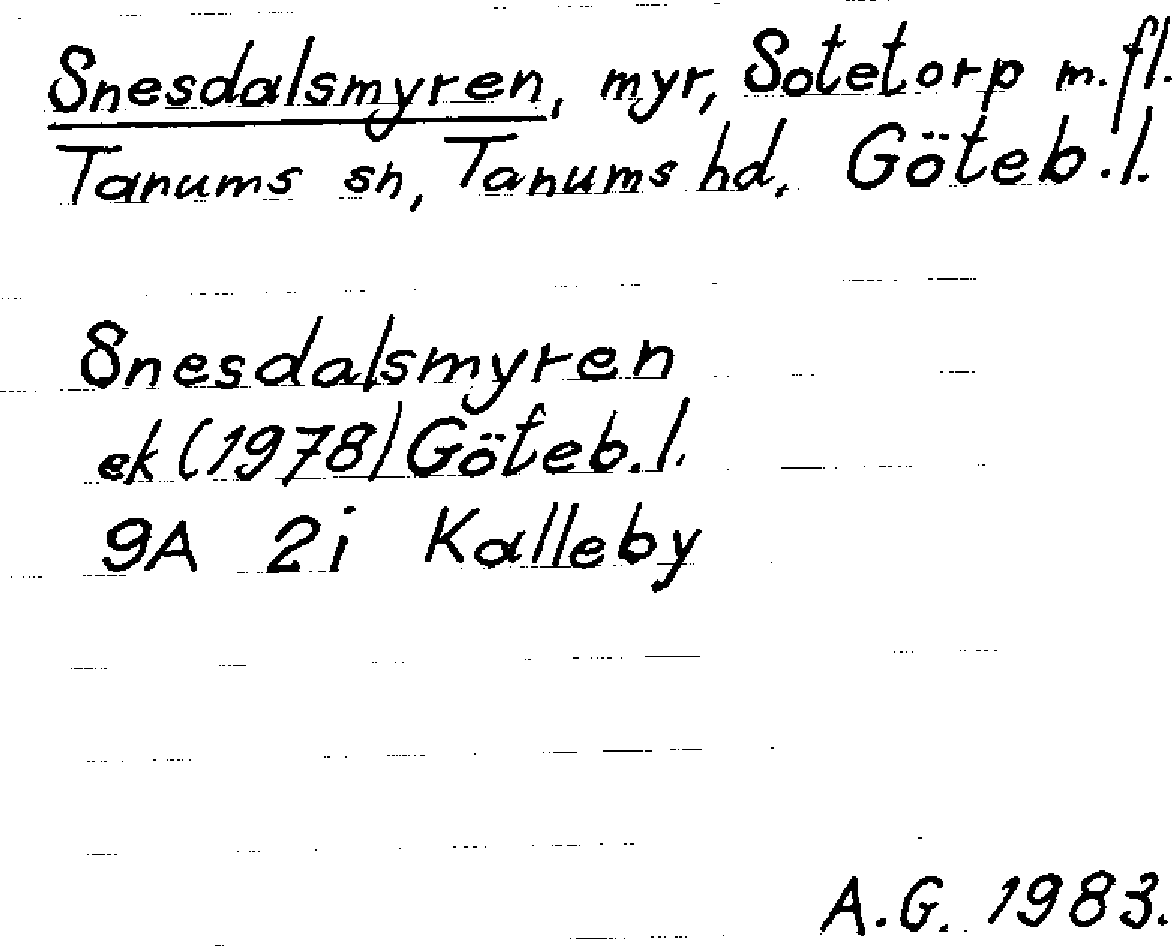 Snesdalsmyren, myr, Sotetorp m.fl.
Tanums sn, Tanums hd, Göteb.l.
Snesdalsmyren
ek (1978) Göteb.l.
9A 2i Kalleby
A.G. 1983.